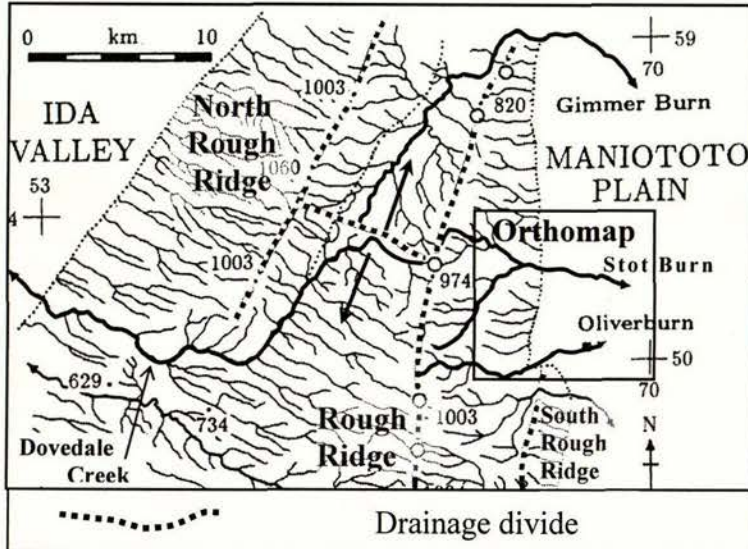 0 km 10
59
70
1003
820
Gimmer Burn
IDA
VALLEY
North
Rough
Ridge
1060
MANIOTOTO
PLAIN
53
4
Orthomap
1003
974
Stot Burn
Oliverburn
50
70
629
734
Rough
Ridge
1003
South
Rough
Ridge
N
Dovedale
Creek
Drainage divide